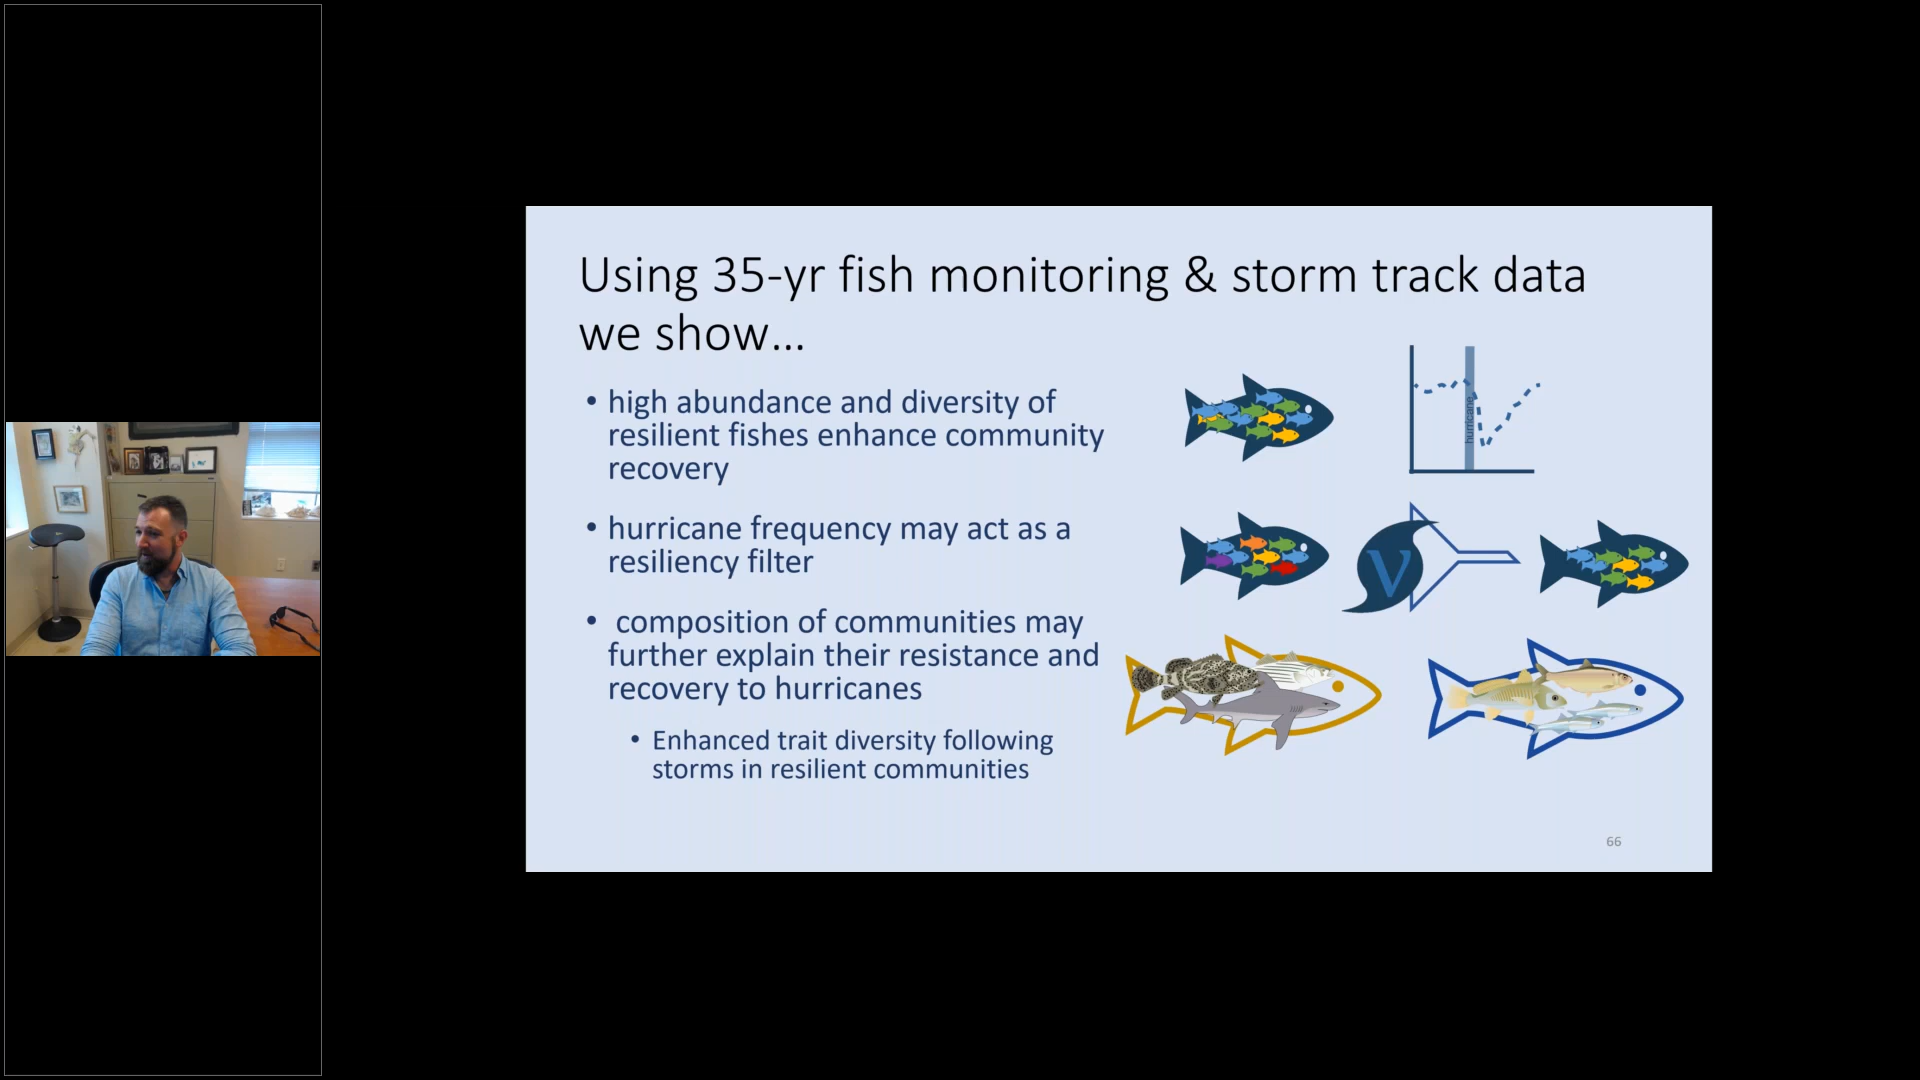 Using 35-yr fish monitoring & storm track data
we show...
• high abundance and diversity of
resilient fishes enhance community
recovery
hurricane
• hurricane frequency may act as a
resiliency filter
V
• composition of communities may
further explain their resistance and
recovery to hurricanes
• Enhanced trait diversity following
storms in resilient communities
66